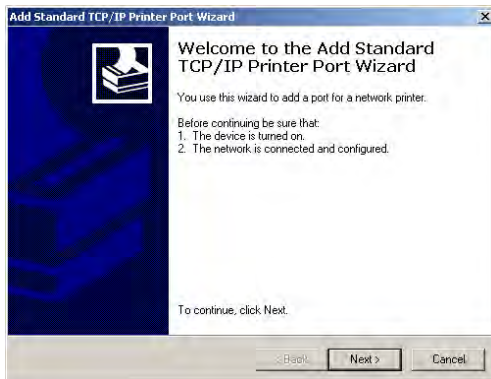 Add Standard TCP/IP Printer Port Wizard
Welcome to the Add Standard
TCP/IP Printer Port Wizard
You use this wizard to add a port for a network printer.
Before continuing be sure that:
1. The device is turned on.
2. The network is connected and configured.
To continue, click Next.
< Back
Next >
Cancel